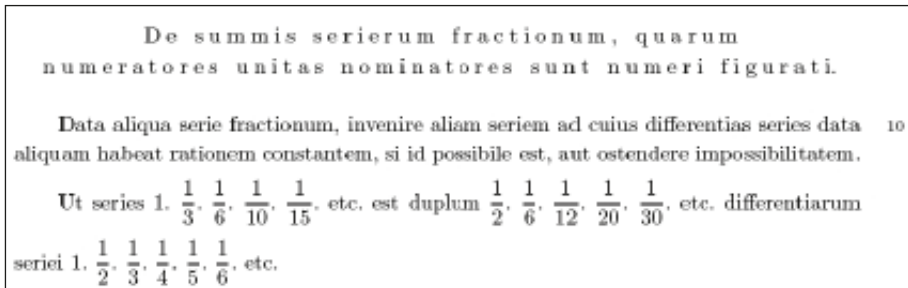 De summis serierum fractionum, quarum
numeratores unitas nominatores sunt numeri figurati.
Data aliqua serie fractionum, invenire aliam seriem ad cuius differentias series data 10
aliquam habeat rationem constantem, si id possibile est, aut ostendere impossibilitatem.
Ut series 1. 1/3. 1/6. 1/10. 1/15. etc. est duplum 1/2. 1/6. 1/12. 1/20. 1/30. etc. differentiarum
seriei 1. 1/2. 1/3. 1/4. 1/5. 1/6. etc.